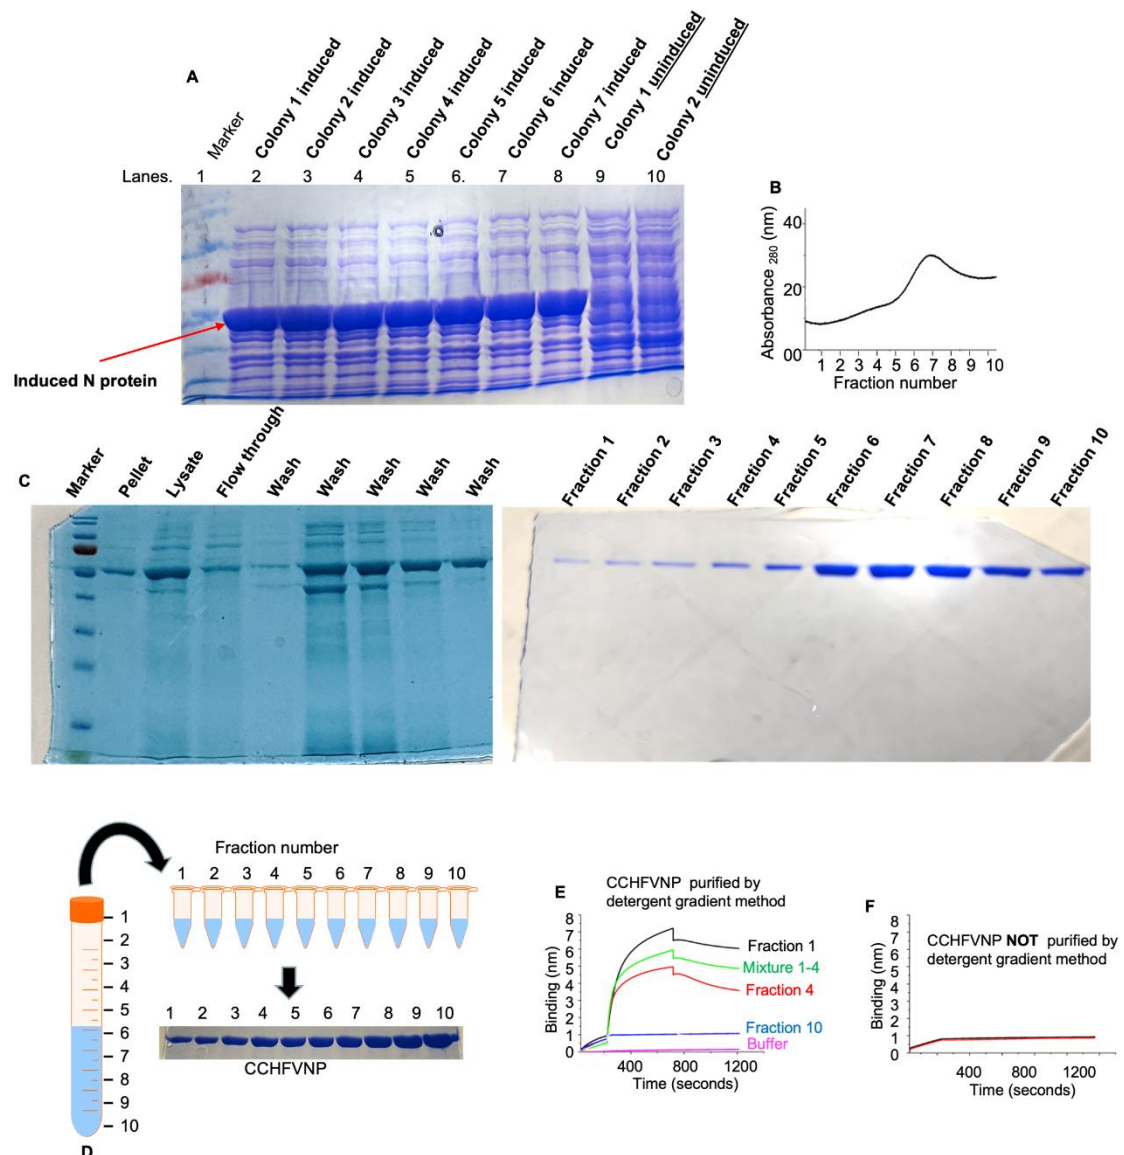 A
Marker
Colony 1 induced
Colony 2 induced
Colony 3 induced
Colony 4 induced
Colony 5 induced
Colony 6 induced
Colony 7 induced
Colony 1 uninduced
Colony 2 uninduced
Lanes. 1 2 3 4 5 6. 7 8 9 10
Induced N protein
B
Absorbance 280 (nm)
40
20
00
1 2 3 4 5 6 7 8 9 10
Fraction number
C
Marker
Pellet
Lysate
Flow through
Wash
Wash
Wash
Wash
Wash
Fraction 1
Fraction 2
Fraction 3
Fraction 4
Fraction 5
Fraction 6
Fraction 7
Fraction 8
Fraction 9
Fraction 10
1
2
3
4
5
6
7
8
9
10
D
Fraction number
1 2 3 4 5 6 7 8 9 10
1 2 3 4 5 6 7 8 9 10
CCHFVNP
E
CCHFVNP purified by
detergent gradient method
Binding (nm)
8
7
6
5
4
3
2
1
0
Fraction 1
Mixture 1-4
Fraction 4
Fraction 10
Buffer
400 800 1200
Time (seconds)
F
CCHFVNP NOT purified by
detergent gradient method
Binding (nm)
8
7
6
5
4
3
2
1
0
400 800 1200
Time (seconds)